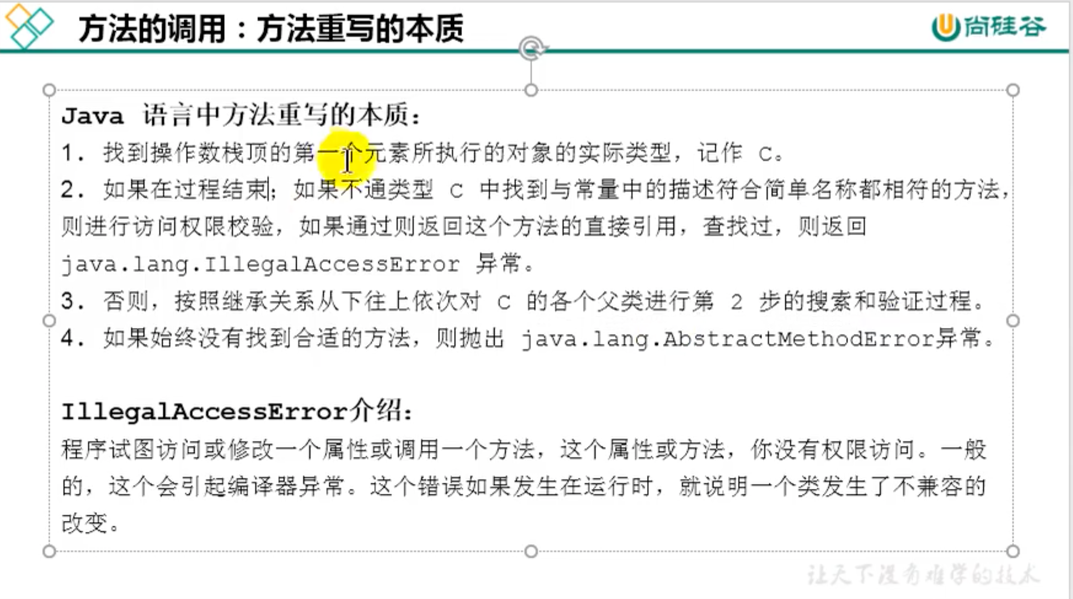 方法的调用：方法重写的本质
尚硅谷
Java 语言中方法重写的本质：
1. 找到操作数栈顶的第一个元素所执行的对象的实际类型，记作 C。
2. 如果在过程结束；如果不通类型 C 中找到与常量中的描述符合简单名称都相符的方法，
则进行访问权限校验，如果通过则返回这个方法的直接引用，查找过，则返回
java.lang.IllegalAccessError 异常。
3. 否则，按照继承关系从下往上依次对 C 的各个父类进行第 2 步的搜索和验证过程。
4. 如果始终没有找到合适的方法，则抛出 java.lang.AbstractMethodError异常。
IllegalAccessError介绍：
程序试图访问或修改一个属性或调用一个方法，这个属性或方法，你没有权限访问。一般
的，这个会引起编译器异常。这个错误如果发生在运行时，就说明一个类发生了不兼容的
改变。
让天下没有难学的技术